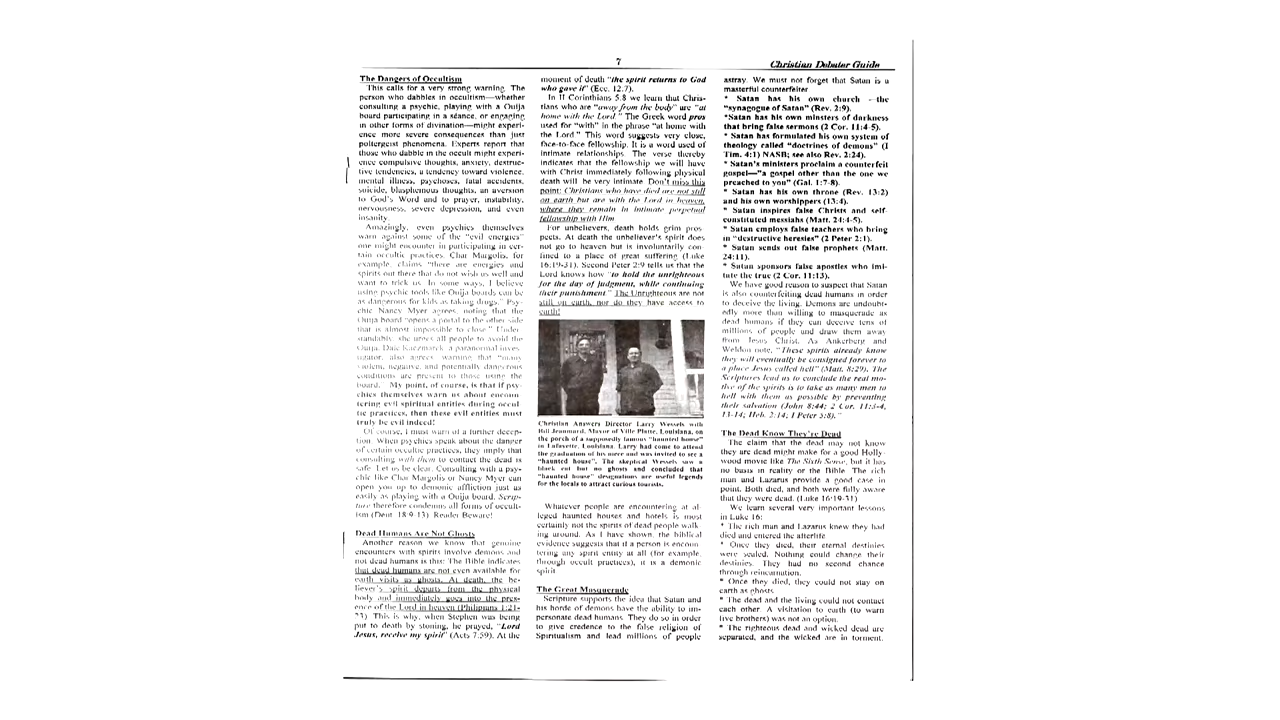 7
Christian Debater Guide
The Dangers of Occultism
This calls for a very strong warning. The
person who dabbles in occultism—whether
consulting a psychic, playing with a Ouija
board participating in a séance, or engaging
in other forms of divination—might experi-
ence more severe consequences than just
poltergeist phenomena. Experts report that
those who dabble in the occult might experi-
ence compulsive thoughts, anxiety, destruc-
tive tendencies, a tendency toward violence,
mental illness, psychoses, fatal accidents,
suicide, blasphemous thoughts, an aversion
to God's Word and to prayer, instability,
nervousness, severe depression, and even
insanity.
Amazingly, even psychics themselves
warn against some of the "evil energies"
one might encounter in participating in cer-
tain occultic practices. Char Margolis, for
example, claims "there are energies and
spirits out there that do not wish us well and
want to trick us. In some ways, I believe
using psychic tools like Ouija boards can be
as dangerous for kids as taking drugs." Psy-
chic Nancy Myer agrees, noting that the
Ouija board "opens a portal to the other side
that is almost impossible to close." Under-
standably, she urges all people to avoid the
Ouija. Dale Kaczmarek, a paranormal inves-
tigator, also agrees, warning that "many
violent, negative, and potentially dangerous
conditions are present to those using the
board." My point, of course, is that if psy-
chics themselves warn us about encoun-
tering evil spiritual entities during occul-
tic practices, then these evil entities must
truly be evil indeed!
Of course, I must warn of a further decep-
tion. When psychics speak about the danger
of certain occultic practices, they imply that
consulting with them to contact the dead is
safe. Let us be clear. Consulting with a psy-
chic like Char Margolis or Nancy Myer can
open you up to demonic affliction just as
easily as playing with a Ouija board. Scrip-
ture therefore condemns all forms of occult-
ism (Deut. 18:9-13). Reader Beware!
Dead Humans Are Not Ghosts
Another reason we know that genuine
encounters with spirits involve demons and
not dead humans is this: The Bible indicates
that dead humans are not even available for
earth visits as ghosts. At death, the be-
liever's spirit departs from the physical
body and immediately goes into the pres-
ence of the Lord in heaven (Philippians 1:21-
23). This is why, when Stephen was being
put to death by stoning, he prayed, "Lord
Jesus, receive my spirit" (Acts 7:59). At the
moment of death "the spirit returns to God
who gave it" (Ecc. 12:7).
In II Corinthians 5:8 we learn that Chris-
tians who are "away from the body" are "at
home with the Lord." The Greek word pros
used for "with" in the phrase "at home with
the Lord." This word suggests very close,
face-to-face fellowship. It is a word used of
intimate relationships. The verse thereby
indicates that the fellowship we will have
with Christ immediately following physical
death will be very intimate. Don't miss this
point: Christians who have died are not still
on earth but are with the Lord in heaven,
where they remain in intimate perpetual
fellowship with Him
For unbelievers, death holds grim pros-
pects. At death the unbeliever's spirit does
not go to heaven but is involuntarily con-
fined to a place of great suffering (Luke
16:19-31). Second Peter 2:9 tells us that the
Lord knows how "to hold the unrighteous
for the day of judgment, while continuing
their punishment" The Unrighteous are not
still on earth, nor do they have access to
earth!
Christian Answers Director Larry Wessels with
Bill Jeanmard, Mayor of Ville Platte, Louisiana, on
the porch of a supposedly famous "haunted house"
in Lafayette, Louisiana. Larry had come to attend
the graduation of his niece and was invited to see a
"haunted house". The skeptical Wessels saw a
black cat but no ghosts and concluded that
"haunted house" designations are useful legends
for the locals to attract curious tourists.
Whatever people are encountering at al-
leged haunted houses and hotels is most
certainly not the spirits of dead people walk-
ing around. As I have shown, the biblical
evidence suggests that if a person is encoun-
tering any spirit entity at all (for example,
through occult practices), it is a demonic
spirit
The Great Masquerade
Scripture supports the idea that Satan and
his horde of demons have the ability to im-
personate dead humans. They do so in order
to give credence to the false religion of
Spiritualism and lead millions of people
astray. We must not forget that Satan is a
masterful counterfeiter
* Satan has his own church --the
"synagogue of Satan" (Rev. 2:9).
*Satan has his own minsters of darkness
that bring false sermons (2 Cor. 11:4-5).
* Satan has formulated his own system of
theology called "doctrines of demons" (I
Tim. 4:1) NASB; see also Rev. 2:24).
* Satan's ministers proclaim a counterfeit
gospel—"a gospel other than the one we
preached to you" (Gal. 1:7-8).
* Satan has his own throne (Rev. 13:2)
and his own worshippers (13:4).
* Satan inspires false Christs and self-
constituted messiahs (Matt. 24:4-5).
* Satan employs false teachers who bring
in "destructive heresies" (2 Peter 2:1).
* Satan sends out false prophets (Matt.
24:11).
* Satan sponsors false apostles who imi-
tate the true (2 Cor. 11:13).
We have good reason to suspect that Satan
is also counterfeiting dead humans in order
to deceive the living. Demons are undoubt-
edly more than willing to masquerade as
dead humans if they can deceive tens of
millions of people and draw them away
from Jesus Christ. As Ankerberg and
Weldon note, "These spirits already know
they will eventually be consigned forever to
a place Jesus called hell" (Matt. 8:29). The
Scriptures lead us to conclude the real mo-
tive of the spirits is to take as many men to
hell with them as possible by preventing
their salvation (John 8:44; 2 Cor. 11:3-4,
13-14; Heb. 2:14; 1 Peter 5:8)."
The Dead Know They're Dead
The claim that the dead may not know
they are dead might make for a good Holly-
wood movie like The Sixth Sense, but it has
no basis in reality or the Bible. The rich
man and Lazarus provide a good case in
point. Both died, and both were fully aware
that they were dead. (Luke 16:19-31)
We learn several very important lessons
in Luke 16:
* The rich man and Lazarus knew they had
died and entered the afterlife
* Once they died, their eternal destinies
were sealed. Nothing could change their
destinies. They had no second chance
through reincarnation.
* Once they died, they could not stay on
earth as ghosts
* The dead and the living could not contact
each other. A visitation to earth (to warn
five brothers) was not an option.
* The righteous dead and wicked dead are
separated, and the wicked are in torment.